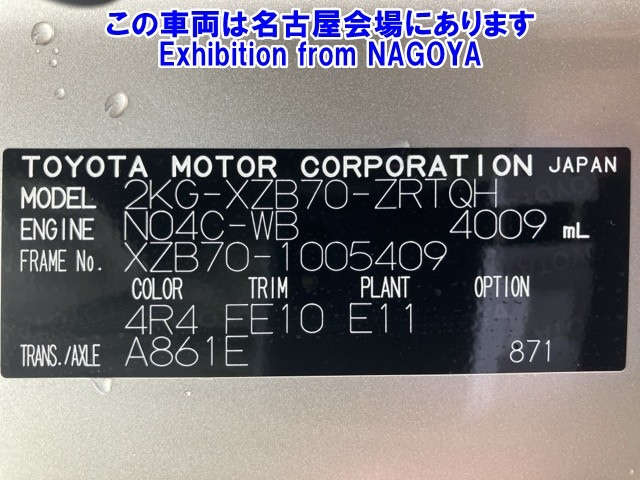 この車両は名古屋会場にあります
Exhibition from NAGOYA
TOYOTA MOTOR CORPORATION JAPAN
MODEL 2KG-XZB70-ZRTQH
ENGINE N04C-WB 4009 mL
FRAME No. XZB70-1005409
COLOR TRIM PLANT OPTION
4R4 FE10 E11
TRANS./AXLE A861E 871